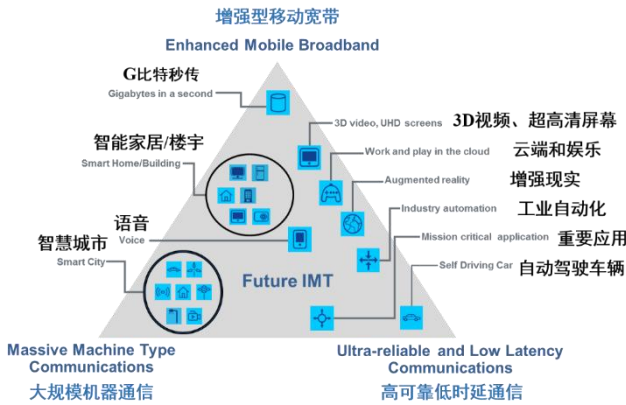 增强型移动宽带
Enhanced Mobile Broadband
G比特秒传
Gigabytes in a second
3D video, UHD screens 3D视频、超高清屏幕
智能家居/楼宇
Smart Home/Building
Work and play in the cloud 云端和娱乐
Augmented reality 增强现实
Industry automation 工业自动化
语音
Voice
Mission critical application 重要应用
智慧城市
Smart City
Self Driving Car 自动驾驶车辆
Future IMT
Massive Machine Type
Communications
大规模机器通信
Ultra-reliable and Low Latency
Communications
高可靠低时延通信